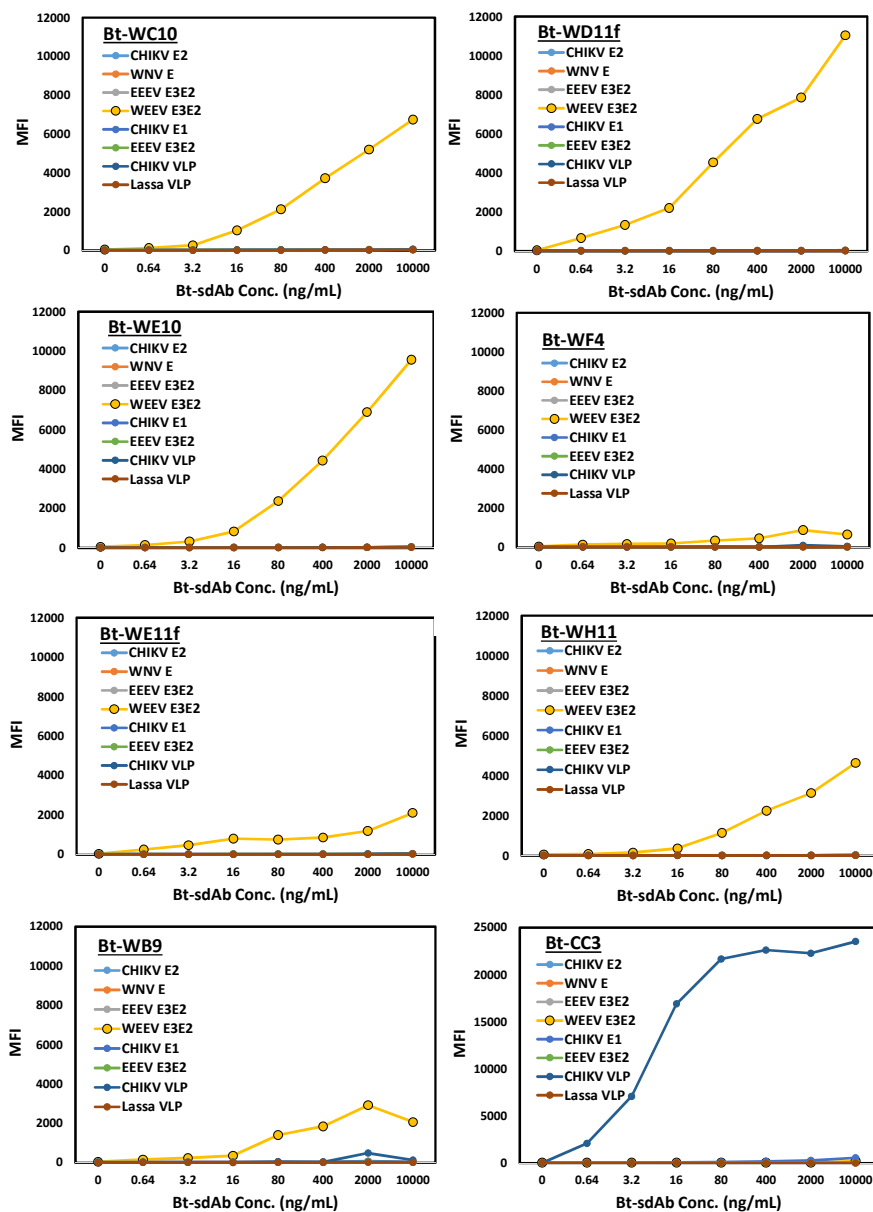 Bt-WC10
CHIKV E2
WNV E
EEEV E3E2
WEEV E3E2
CHIKV E1
EEEV E3E2
CHIKV VLP
Lassa VLP
MFI
12000
10000
8000
6000
4000
2000
0
0 0.64 3.2 16 80 400 2000 10000
Bt-sdAb Conc. (ng/mL)
Bt-WD11f
CHIKV E2
WNV E
EEEV E3E2
WEEV E3E2
CHIKV E1
EEEV E3E2
CHIKV VLP
Lassa VLP
MFI
12000
10000
8000
6000
4000
2000
0
0 0.64 3.2 16 80 400 2000 10000
Bt-sdAb Conc. (ng/mL)
Bt-WE10
CHIKV E2
WNV E
EEEV E3E2
WEEV E3E2
CHIKV E1
EEEV E3E2
CHIKV VLP
Lassa VLP
MFI
12000
10000
8000
6000
4000
2000
0
0 0.64 3.2 16 80 400 2000 10000
Bt-sdAb Conc. (ng/mL)
Bt-WF4
CHIKV E2
WNV E
EEEV E3E2
WEEV E3E2
CHIKV E1
EEEV E3E2
CHIKV VLP
Lassa VLP
MFI
12000
10000
8000
6000
4000
2000
0
0 0.64 3.2 16 80 400 2000 10000
Bt-sdAb Conc. (ng/mL)
Bt-WE11f
CHIKV E2
WNV E
EEEV E3E2
WEEV E3E2
CHIKV E1
EEEV E3E2
CHIKV VLP
Lassa VLP
MFI
12000
10000
8000
6000
4000
2000
0
0 0.64 3.2 16 80 400 2000 10000
Bt-sdAb Conc. (ng/mL)
Bt-WH11
CHIKV E2
WNV E
EEEV E3E2
WEEV E3E2
CHIKV E1
EEEV E3E2
CHIKV VLP
Lassa VLP
MFI
12000
10000
8000
6000
4000
2000
0
0 0.64 3.2 16 80 400 2000 10000
Bt-sdAb Conc. (ng/mL)
Bt-WB9
CHIKV E2
WNV E
EEEV E3E2
WEEV E3E2
CHIKV E1
EEEV E3E2
CHIKV VLP
Lassa VLP
MFI
12000
10000
8000
6000
4000
2000
0
0 0.64 3.2 16 80 400 2000 10000
Bt-sdAb Conc. (ng/mL)
Bt-CC3
CHIKV E2
WNV E
EEEV E3E2
WEEV E3E2
CHIKV E1
EEEV E3E2
CHIKV VLP
Lassa VLP
MFI
25000
20000
15000
10000
5000
0
0 0.64 3.2 16 80 400 2000 10000
Bt-sdAb Conc. (ng/mL)